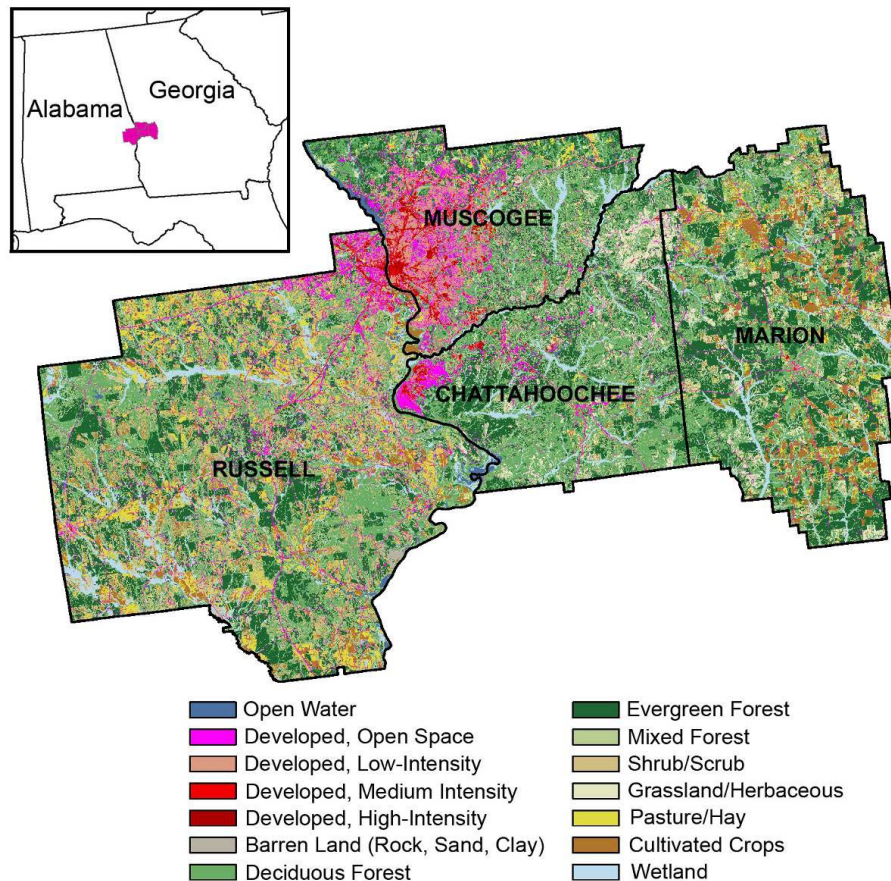 Alabama
Georgia
MUSCOGEE
MARION
CHATTAHOOCHEE
RUSSELL
Open Water
Developed, Open Space
Developed, Low-Intensity
Developed, Medium Intensity
Developed, High-Intensity
Barren Land (Rock, Sand, Clay)
Deciduous Forest
Evergreen Forest
Mixed Forest
Shrub/Scrub
Grassland/Herbaceous
Pasture/Hay
Cultivated Crops
Wetland